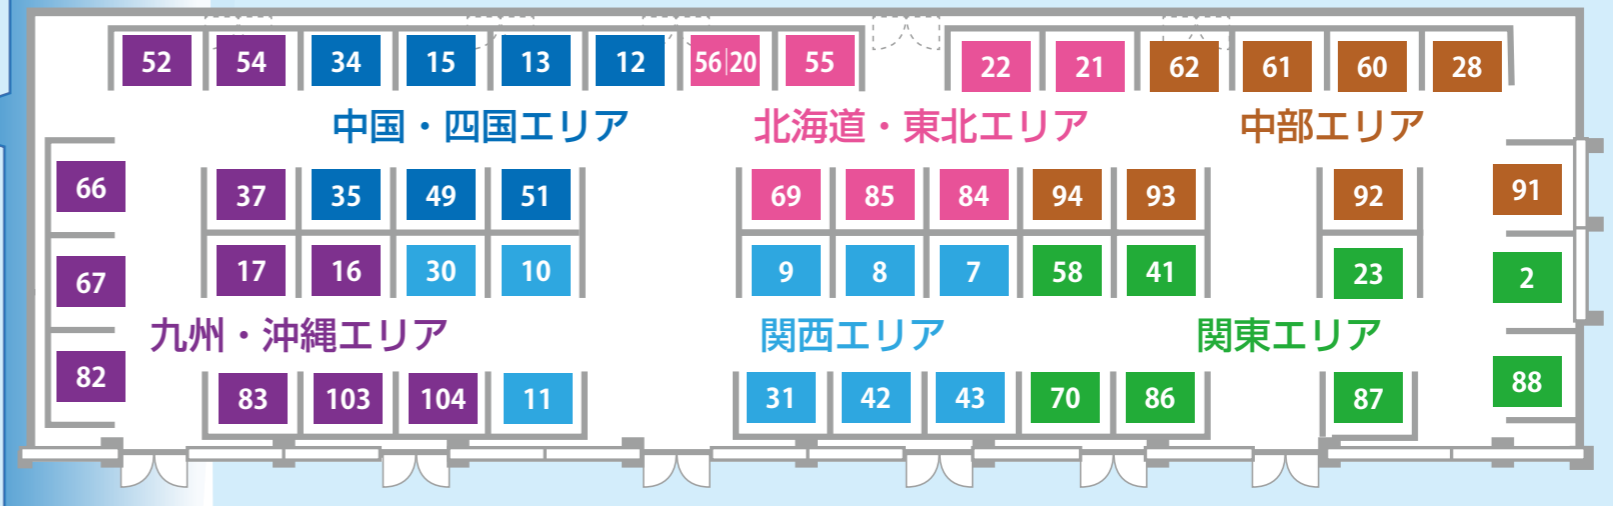 52 54 34 15 13 12 56|20 55 22 21 62 61 60 28
中国・四国エリア 北海道・東北エリア 中部エリア
66 37 35 49 51 69 85 84 94 93 92 91
67 17 16 30 10 9 8 7 58 41 23 2
九州・沖縄エリア 関西エリア 関東エリア
82 83 103 104 11 31 42 43 70 86 87 88